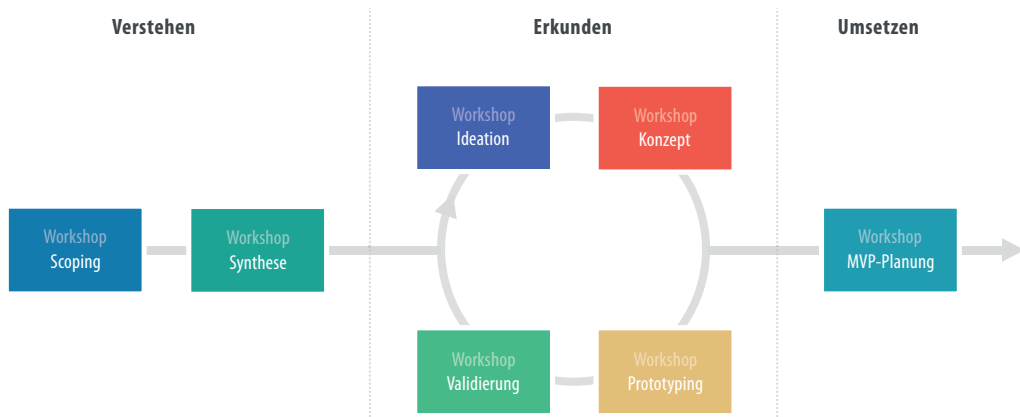 Verstehen
Erkunden
Umsetzen
Workshop
Ideation
Workshop
Konzept
Workshop
Scoping
Workshop
Synthese
Workshop
MVP-Planung
Workshop
Validierung
Workshop
Prototyping